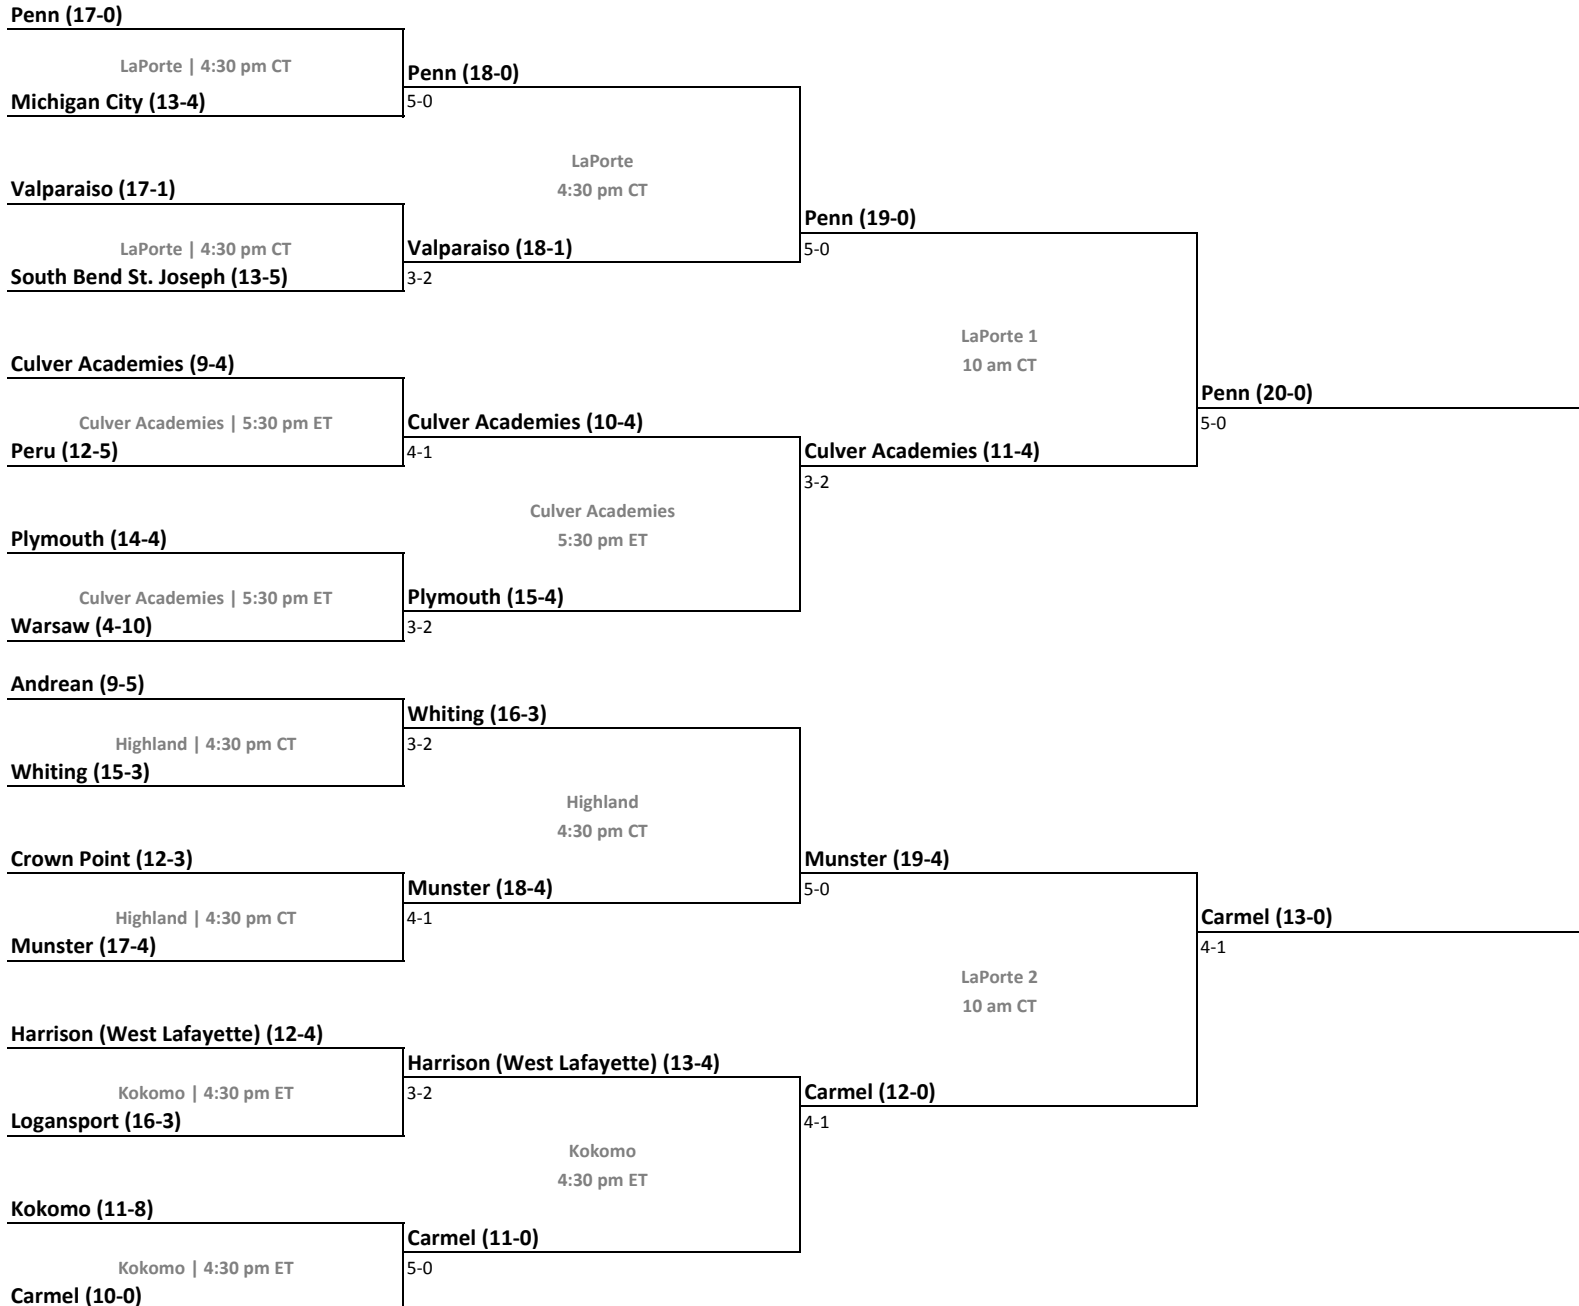 Penn (17-0)
LaPorte | 4:30 pm CT
Penn (18-0)
Michigan City (13-4)
5-0
LaPorte
Valparaiso (17-1)
4:30 pm CT
Penn (19-0)
LaPorte | 4:30 pm CT
Valparaiso (18-1)
5-0
South Bend St. Joseph (13-5)
3-2
LaPorte 1
Culver Academies (9-4)
10 am CT
Penn (20-0)
Culver Academies | 5:30 pm ET
Culver Academies (10-4)
5-0
Peru (12-5)
4-1
Culver Academies (11-4)
3-2
Culver Academies
Plymouth (14-4)
5:30 pm ET
Culver Academies | 5:30 pm ET
Plymouth (15-4)
Warsaw (4-10)
3-2
Andrean (9-5)
Whiting (16-3)
Highland | 4:30 pm CT
3-2
Whiting (15-3)
Highland
4:30 pm CT
Crown Point (12-3)
Munster (19-4)
Munster (18-4)
5-0
Highland | 4:30 pm CT
4-1
Carmel (13-0)
Munster (17-4)
4-1
LaPorte 2
10 am CT
Harrison (West Lafayette) (12-4)
Harrison (West Lafayette) (13-4)
Kokomo | 4:30 pm ET
3-2
Carmel (12-0)
Logansport (16-3)
4-1
Kokomo
4:30 pm ET
Kokomo (11-8)
Carmel (11-0)
Kokomo | 4:30 pm ET
5-0
Carmel (10-0)